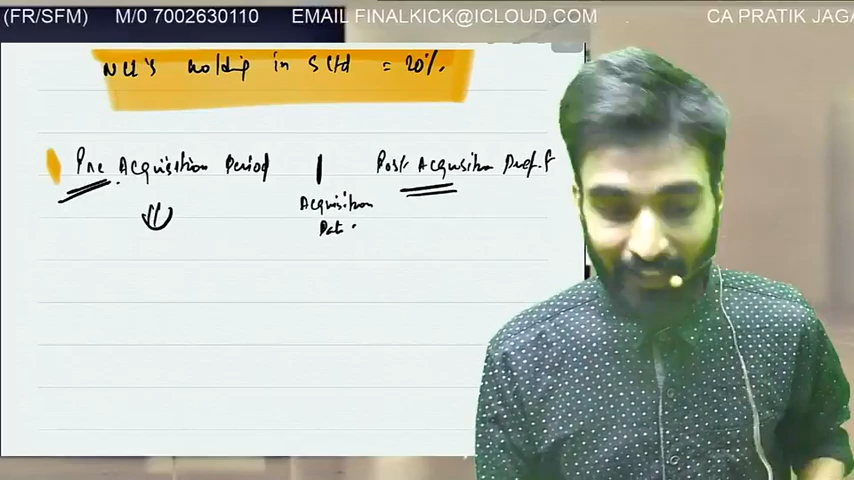 (FR/SFM) M/0 7002630110 EMAIL FINALKICK@ICLOUD.COM CA PRATIK JAGA
NCI's holding in S Ltd = 20%.
Pre Acquisition Period | Post Acquisition Profit
Acquisition
Date